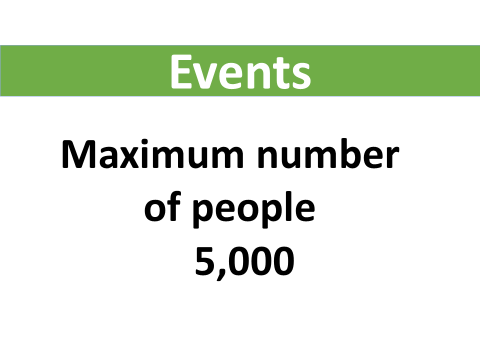 Events
Maximum number
of people
5,000